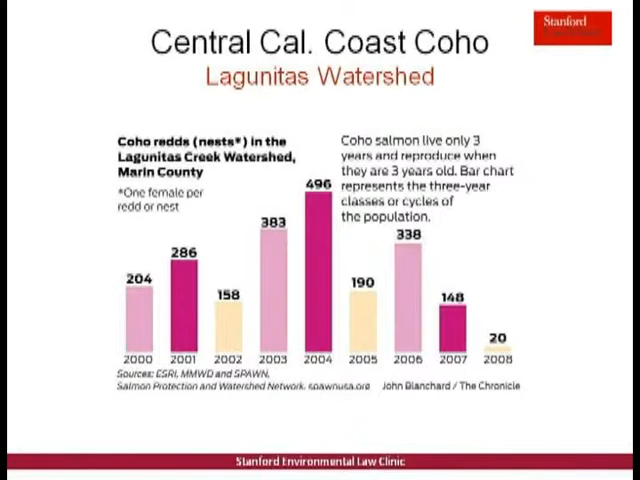 Central Cal. Coast Coho
Lagunitas Watershed
Stanford
Coho redds (nests*) in the
Lagunitas Creek Watershed,
Marin County
*One female per
redd or nest
Coho salmon live only 3
years and reproduce when
they are 3 years old. Bar chart
represents the three-year
classes or cycles of
the population.
204
286
158
383
496
190
338
148
20
2000 2001 2002 2003 2004 2005 2006 2007 2008
Sources: ESRI, MMWD and SPAWN,
Salmon Protection and Watershed Network, spawnusa.org John Blanchard / The Chronicle
Stanford Environmental Law Clinic